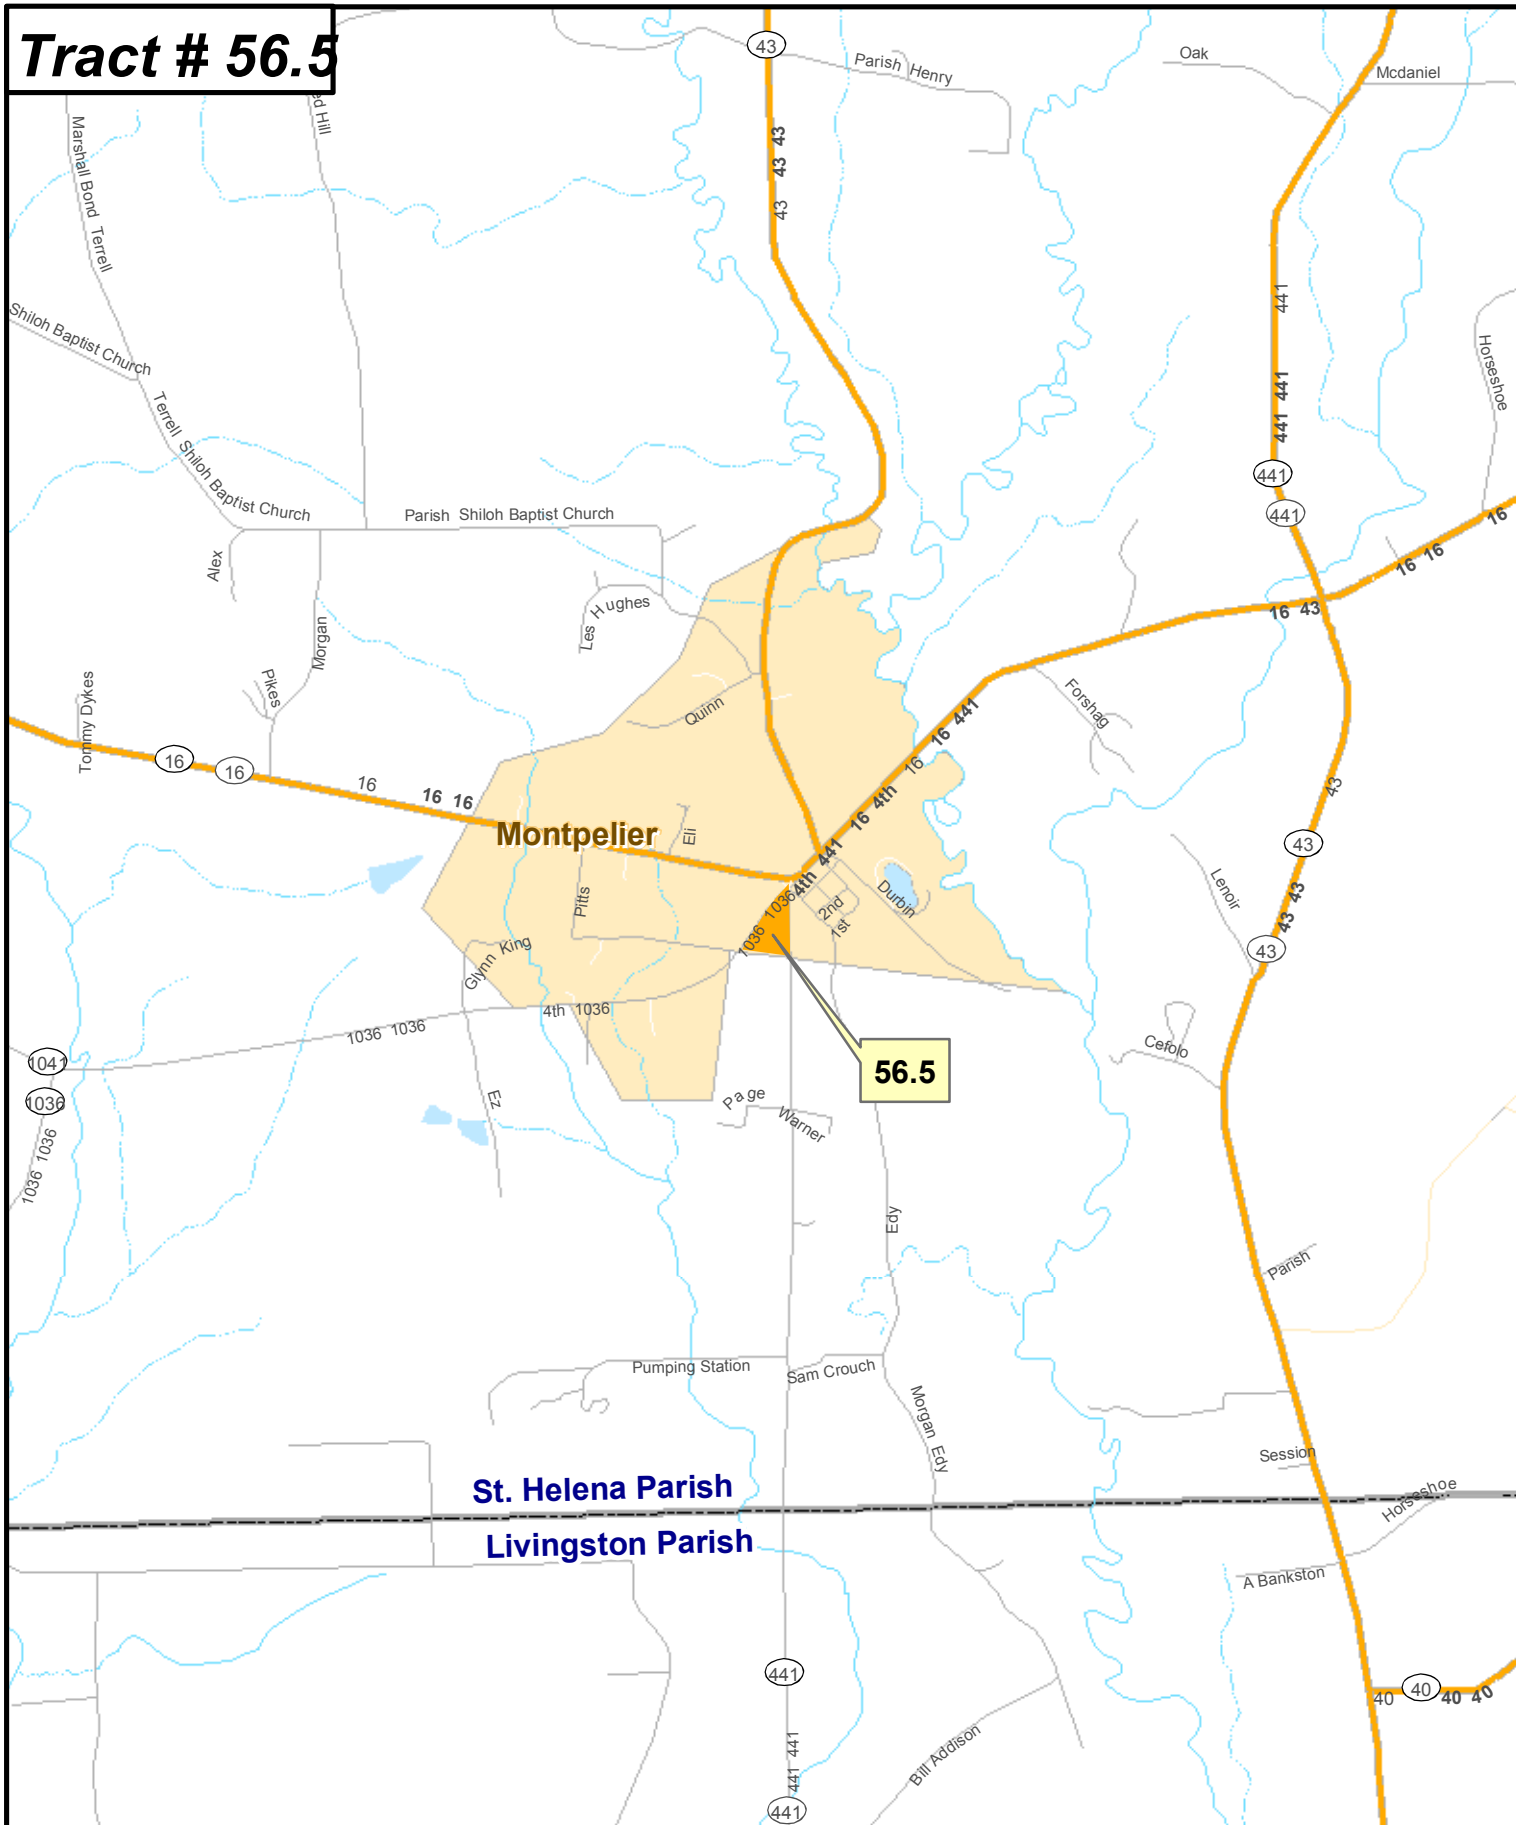 Tract # 56.5
43
Parish Henry
Oak
Mcdaniel
ed Hill
Marshall Bond Terrell
43 43
43
441
Shiloh Baptist Church
Horseshoe
441 441
Terrell Shiloh Baptist Church
441
441
Parish Shiloh Baptist Church
16
16 16
Alex
Les Hughes
16 43
Morgan
Pikes
Tommy Dykes
Forshag
Quinn
16 441
16
16
16
16
16 16
16 4th
43
Montpelier
Eli
441
4th
43
Pitts
Durbin
Lenoir
1036
1036
2nd
1st
43 43
43
Glynn King
4th 1036
1036 1036
Cefolo
1041
1036
56.5
Ez
Page
Warner
1036 1036
Edy
Parish
Pumping Station
Sam Crouch
Morgan Edy
Session
St. Helena Parish
Horseshoe
Livingston Parish
A Bankston
441
40
40
40 40
441 441
Bill Addison
441